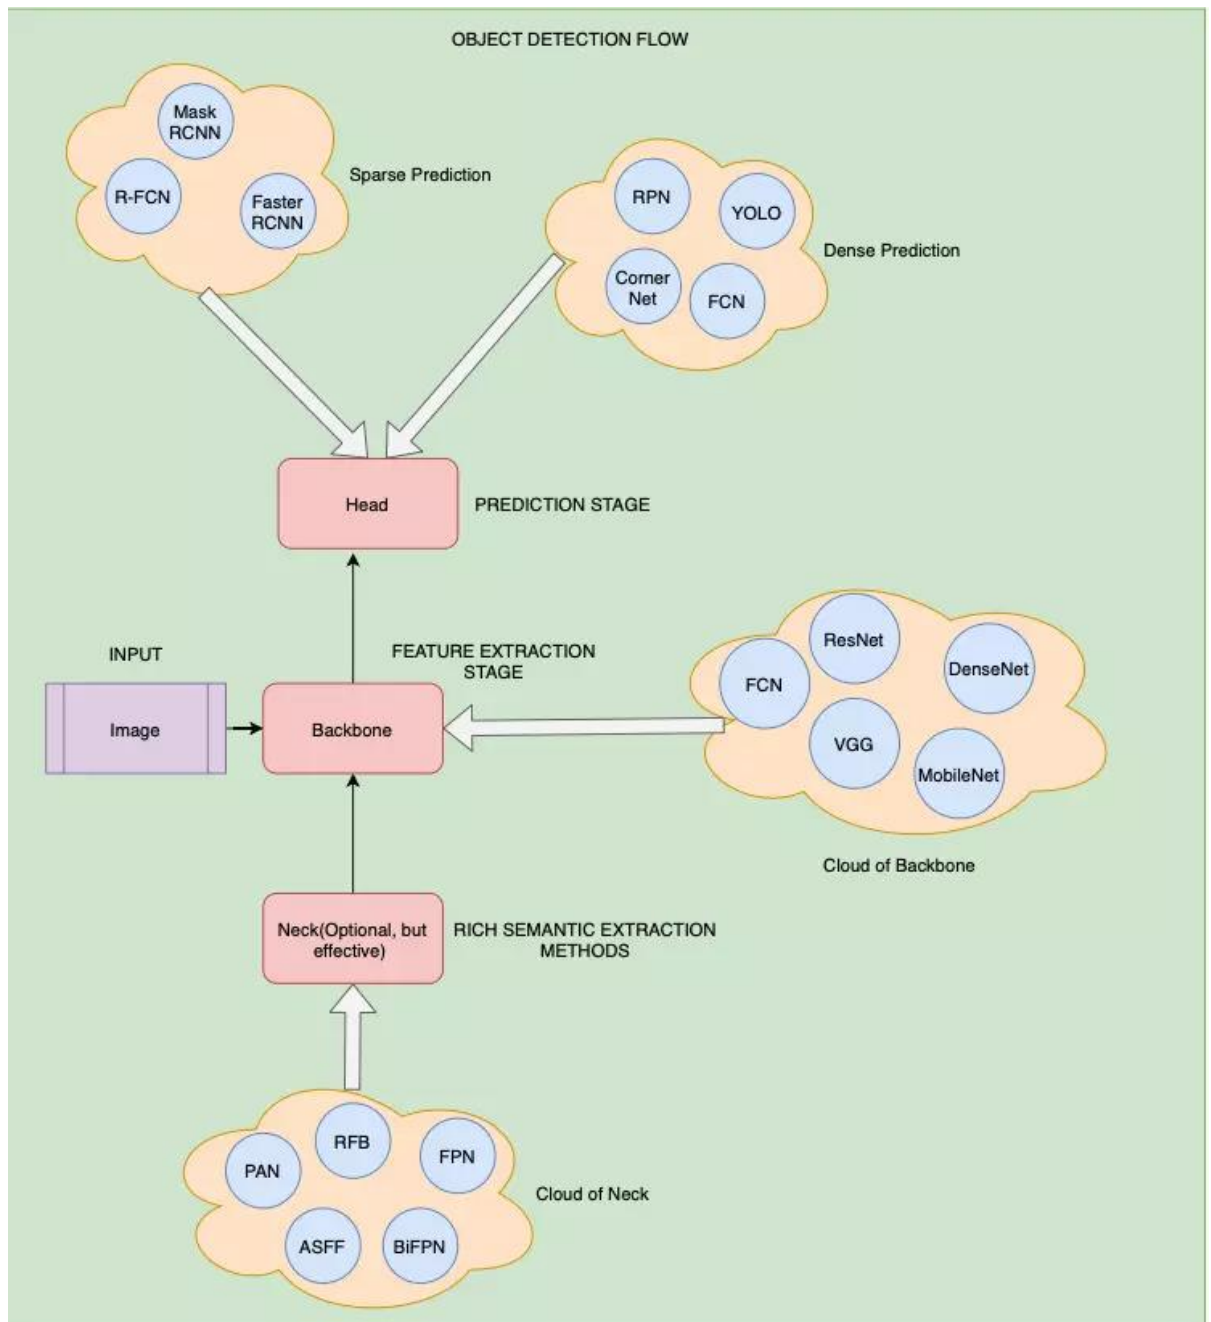 OBJECT DETECTION FLOW
Mask
RCNN
R-FCN
Faster
RCNN
Sparse Prediction
RPN
YOLO
Corner
Net
FCN
Dense Prediction
Head
PREDICTION STAGE
INPUT
Image
FEATURE EXTRACTION
STAGE
Backbone
FCN
ResNet
DenseNet
VGG
MobileNet
Cloud of Backbone
Neck(Optional, but
effective)
RICH SEMANTIC EXTRACTION
METHODS
PAN
RFB
FPN
ASFF
BiFPN
Cloud of Neck